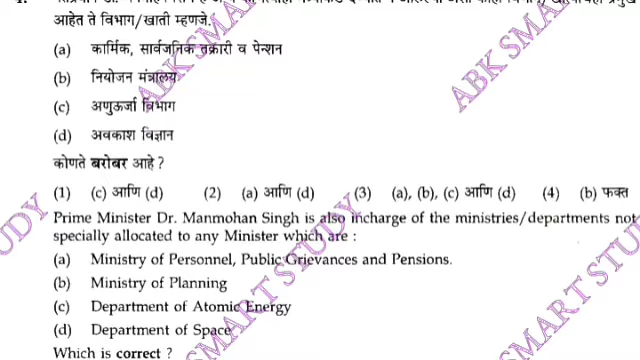 आहेत ते विभाग/खाती म्हणजे.
(a) कार्मिक, सार्वजनिक तक्रारी व पेन्शन
(b) नियोजन मंत्रालय
(c) अणुऊर्जा विभाग
(d) अवकाश विज्ञान
कोणते बरोबर आहे ?
(1) (c) आणि (d) (2) (a) आणि (d) (3) (a), (b), (c) आणि (d) (4) (b) फक्त
Prime Minister Dr. Manmohan Singh is also incharge of the ministries/departments not
specially allocated to any Minister which are :
(a) Ministry of Personnel, Public Grievances and Pensions.
(b) Ministry of Planning
(c) Department of Atomic Energy
(d) Department of Space
Which is correct ?
ABK SMART
ABK SMART
ABK SMART STUDY
ABK SMART STUDY